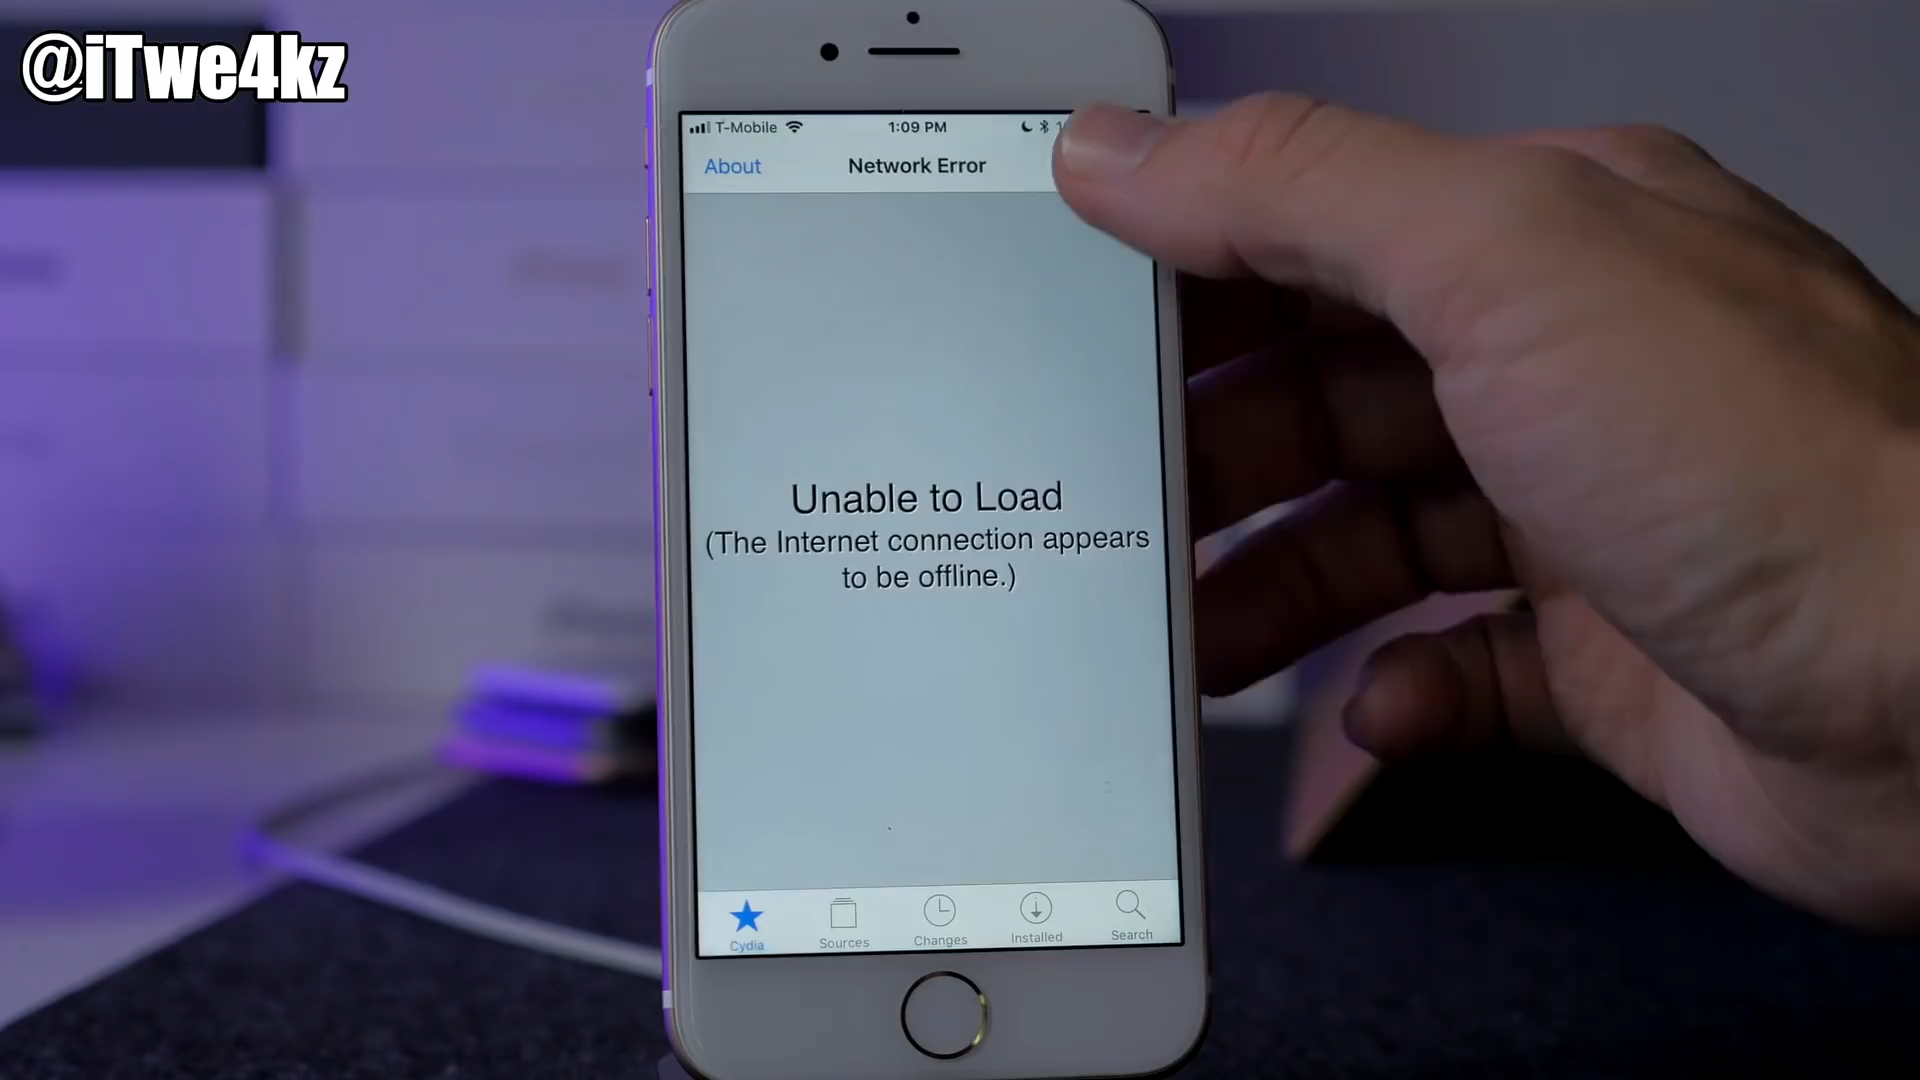 @iTwe4kz
T-Mobile 1:09 PM
About Network Error
Unable to Load
(The Internet connection appears
to be offline.)
Cydia Sources Changes Installed Search